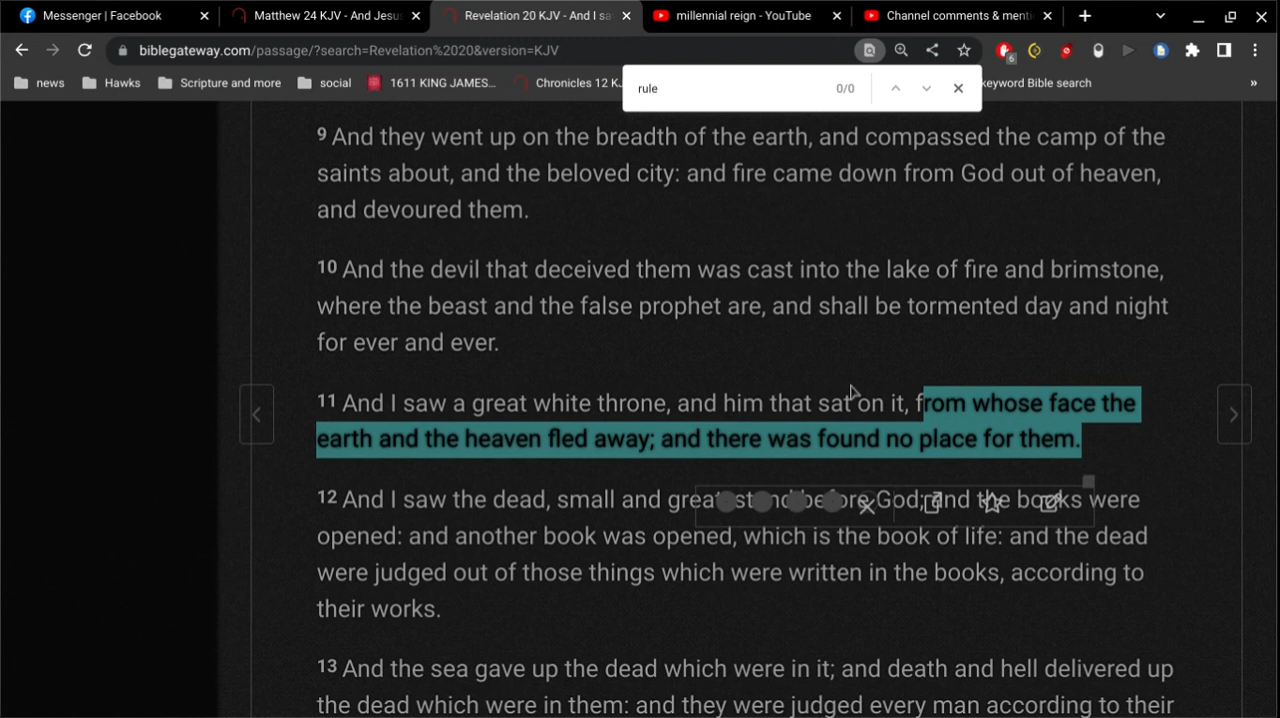 Messenger | Facebook
Matthew 24 KJV - And Jesu
Revelation 20 KJV - And I sa
millennial reign - YouTube
Channel comments & menti
biblegateway.com/passage/?search=Revelation%2020&version=KJV
6
news
Hawks
Scripture and more
social
1611 KING JAMES...
Chronicles 12 K
keyword Bible search
»
rule
0/0
9 And they went up on the breadth of the earth, and compassed the camp of the
saints about, and the beloved city: and fire came down from God out of heaven,
and devoured them.
10 And the devil that deceived them was cast into the lake of fire and brimstone,
where the beast and the false prophet are, and shall be tormented day and night
for ever and ever.
11 And I saw a great white throne, and him that sat on it, from whose face the
earth and the heaven fled away; and there was found no place for them.
12 And I saw the dead, small and great, stand before God; and the books were
opened: and another book was opened, which is the book of life: and the dead
were judged out of those things which were written in the books, according to
their works.
13 And the sea gave up the dead which were in it; and death and hell delivered up
the dead which were in them: and they were judged every man according to their